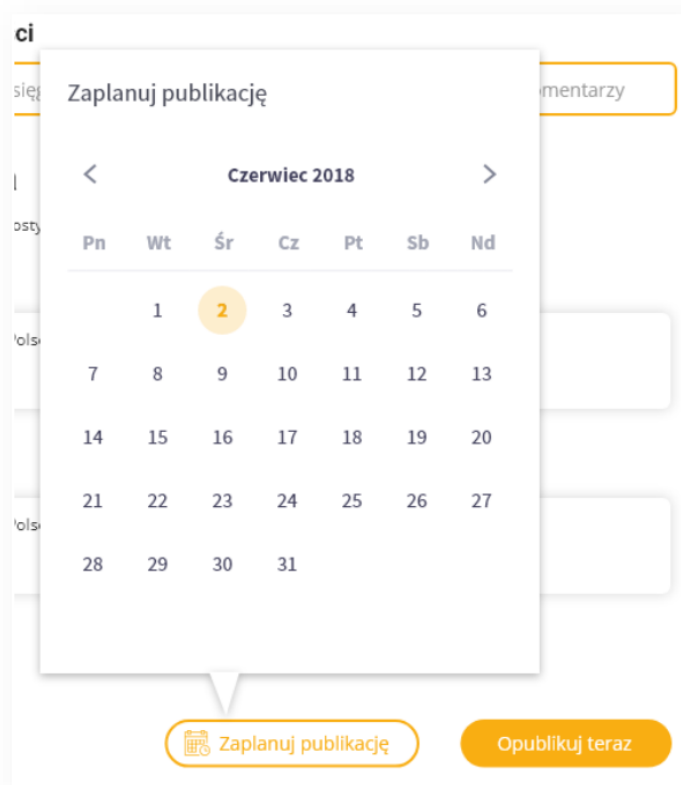 ci
Zaplanuj publikację
Czerwiec 2018
Pn Wt Śr Cz Pt Sb Nd
1 2 3 4 5 6
7 8 9 10 11 12 13
14 15 16 17 18 19 20
21 22 23 24 25 26 27
28 29 30 31
Zaplanuj publikację
Opublikuj teraz